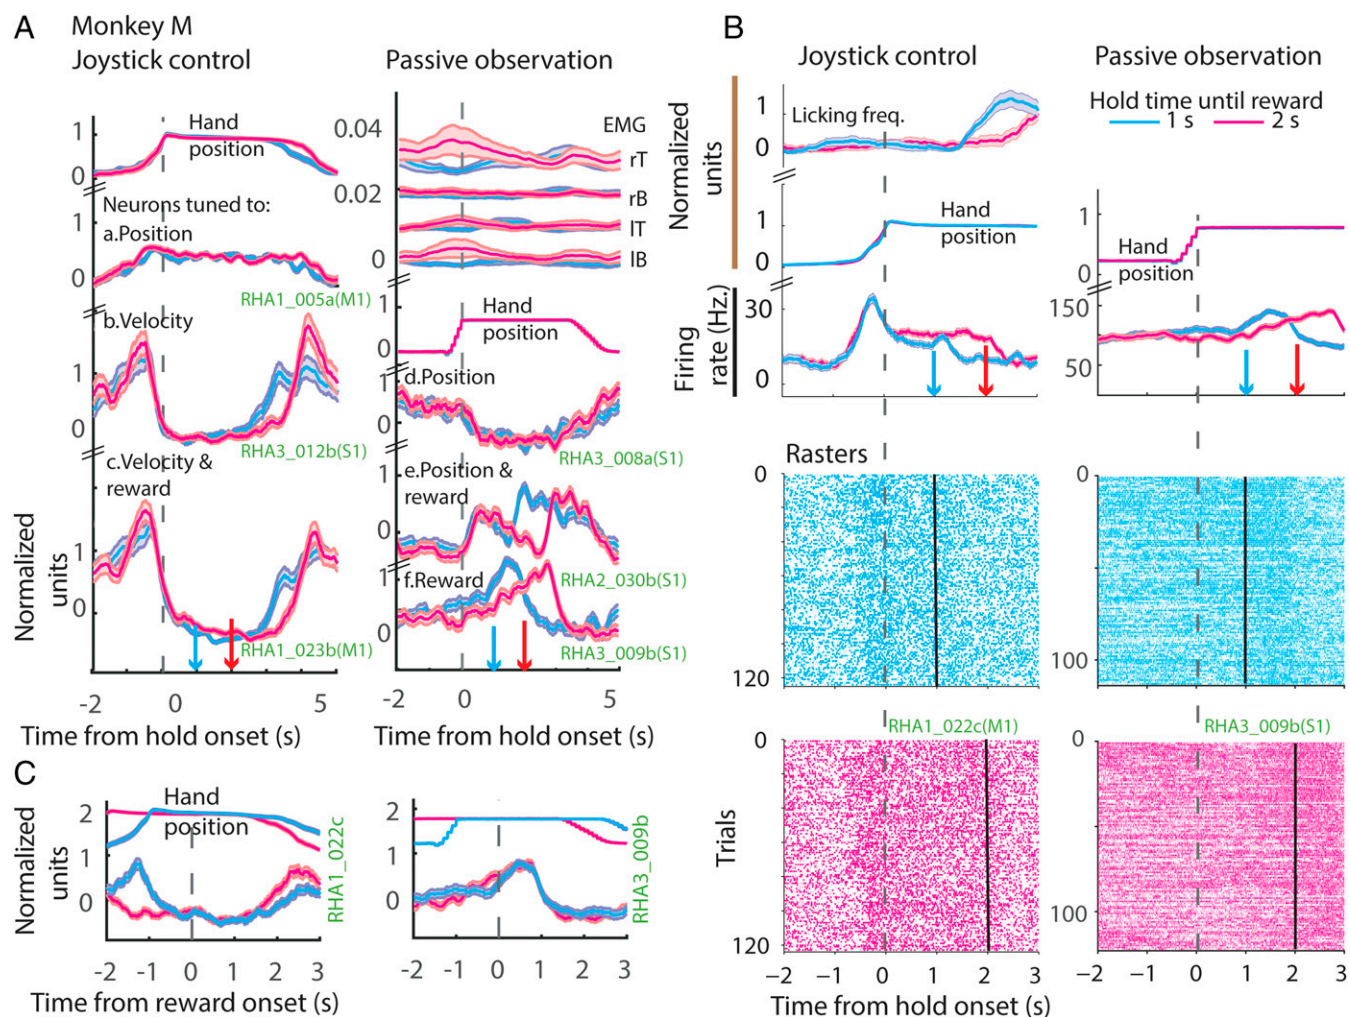 A
Monkey M
Joystick control
Passive observation
1
0
Hand
position
Neurons tuned to:
a.Position
1
0
RHA1_005a(M1)
b.Velocity
1
0
RHA3_012b(S1)
c.Velocity &
reward
1
0
RHA1_023b(M1)
Normalized
units
-2
0
5
Time from hold onset (s)
0.04
0.02
0
EMG
rT
rB
lT
lB
1
0
Hand
position
d.Position
1
0
RHA3_008a(S1)
e.Position &
reward
1
0
RHA2_030b(S1)
f.Reward
1
0
RHA3_009b(S1)
-2
0
5
Time from hold onset (s)
B
Joystick control
Passive observation
Hold time until reward
1 s
2 s
Normalized
units
1
0
Licking freq.
1
0
Hand
position
1
0
Hand
position
Firing
rate (Hz.)
30
0
150
50
Rasters
0
120
0
100
RHA1_022c(M1)
RHA3_009b(S1)
Trials
0
120
0
100
−2
−1
0
1
2
3
−2
−1
0
1
2
3
Time from hold onset (s)
C
Normalized
units
2
1
0
Hand
position
RHA1_022c
-2
-1
0
1
2
3
Time from reward onset (s)
2
1
0
RHA3_009b
-2
-1
0
1
2
3